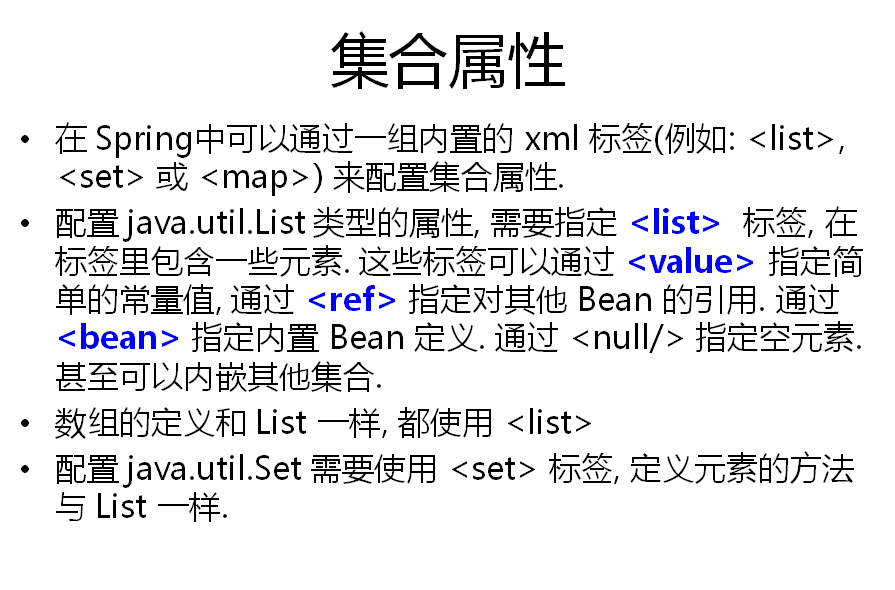 集合属性
• 在 Spring中可以通过一组内置的 xml 标签(例如: <list>,
<set> 或 <map>) 来配置集合属性.
• 配置 java.util.List 类型的属性, 需要指定 <list> 标签, 在
标签里包含一些元素. 这些标签可以通过 <value> 指定简
单的常量值, 通过 <ref> 指定对其他 Bean 的引用. 通过
<bean> 指定内置 Bean 定义. 通过 <null/> 指定空元素.
甚至可以内嵌其他集合.
• 数组的定义和 List 一样, 都使用 <list>
• 配置 java.util.Set 需要使用 <set> 标签, 定义元素的方法
与 List 一样.